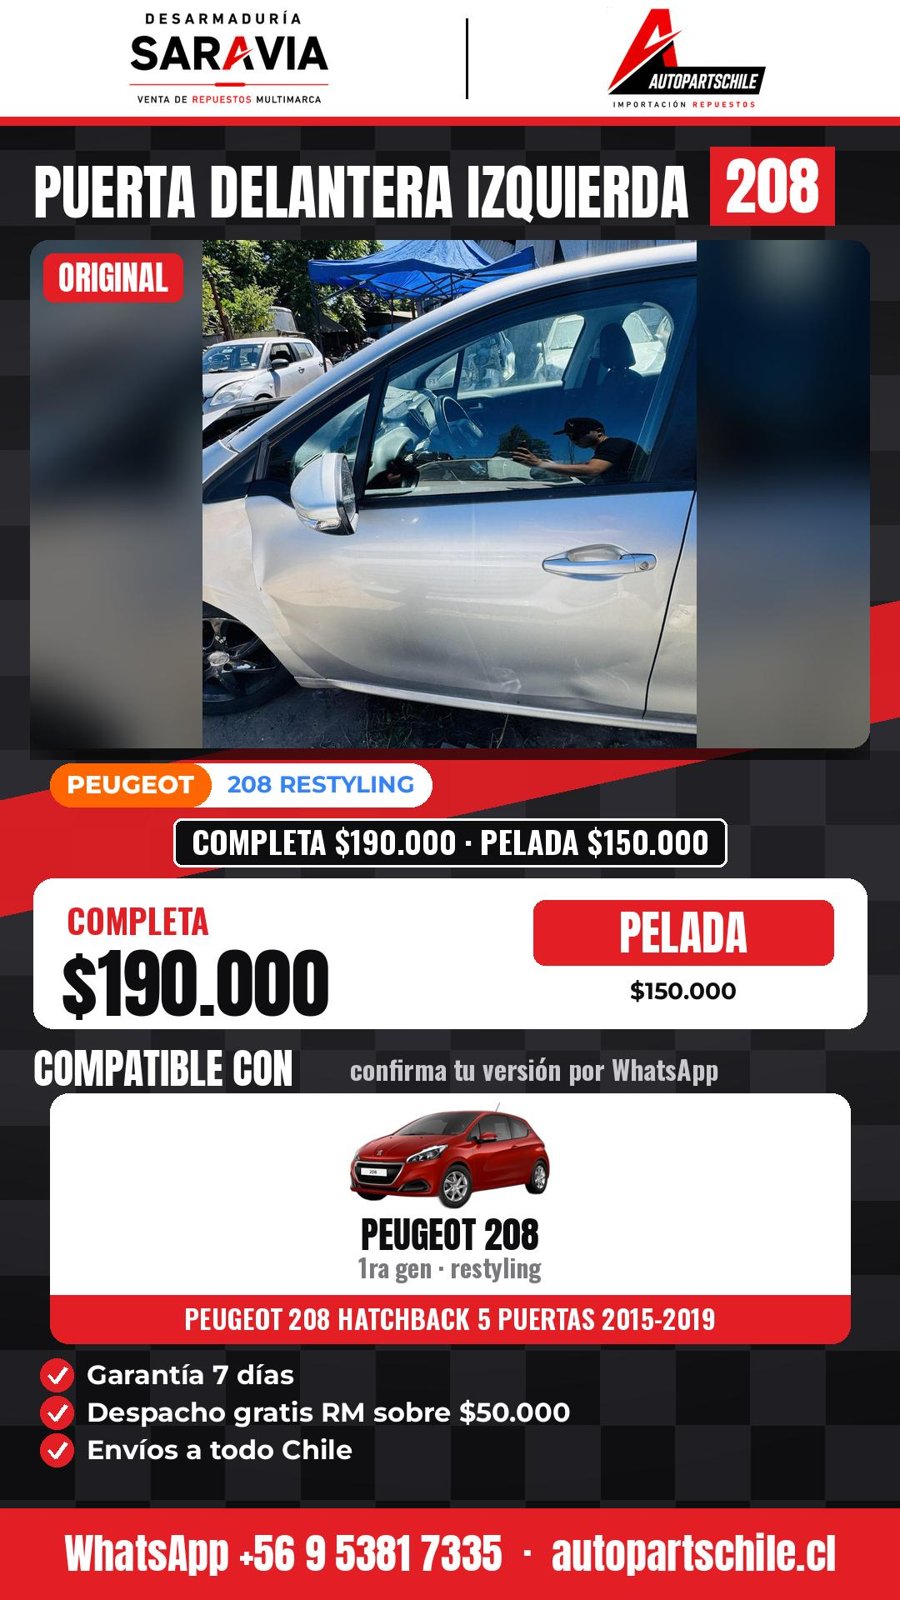 DESARMADURÍA
SARAVIA
VENTA DE REPUESTOS MULTIMARCA
AUTOPARTSCHILE
IMPORTACIÓN REPUESTOS
PUERTA DELANTERA IZQUIERDA 208
ORIGINAL
PEUGEOT 208 RESTYLING
COMPLETA $190.000 · PELADA $150.000
COMPLETA
$190.000
PELADA
$150.000
COMPATIBLE CON confirma tu versión por WhatsApp
PEUGEOT 208
1ra gen · restyling
PEUGEOT 208 HATCHBACK 5 PUERTAS 2015-2019
Garantía 7 días
Despacho gratis RM sobre $50.000
Envíos a todo Chile
WhatsApp +56 9 5381 7335 · autopartschile.cl